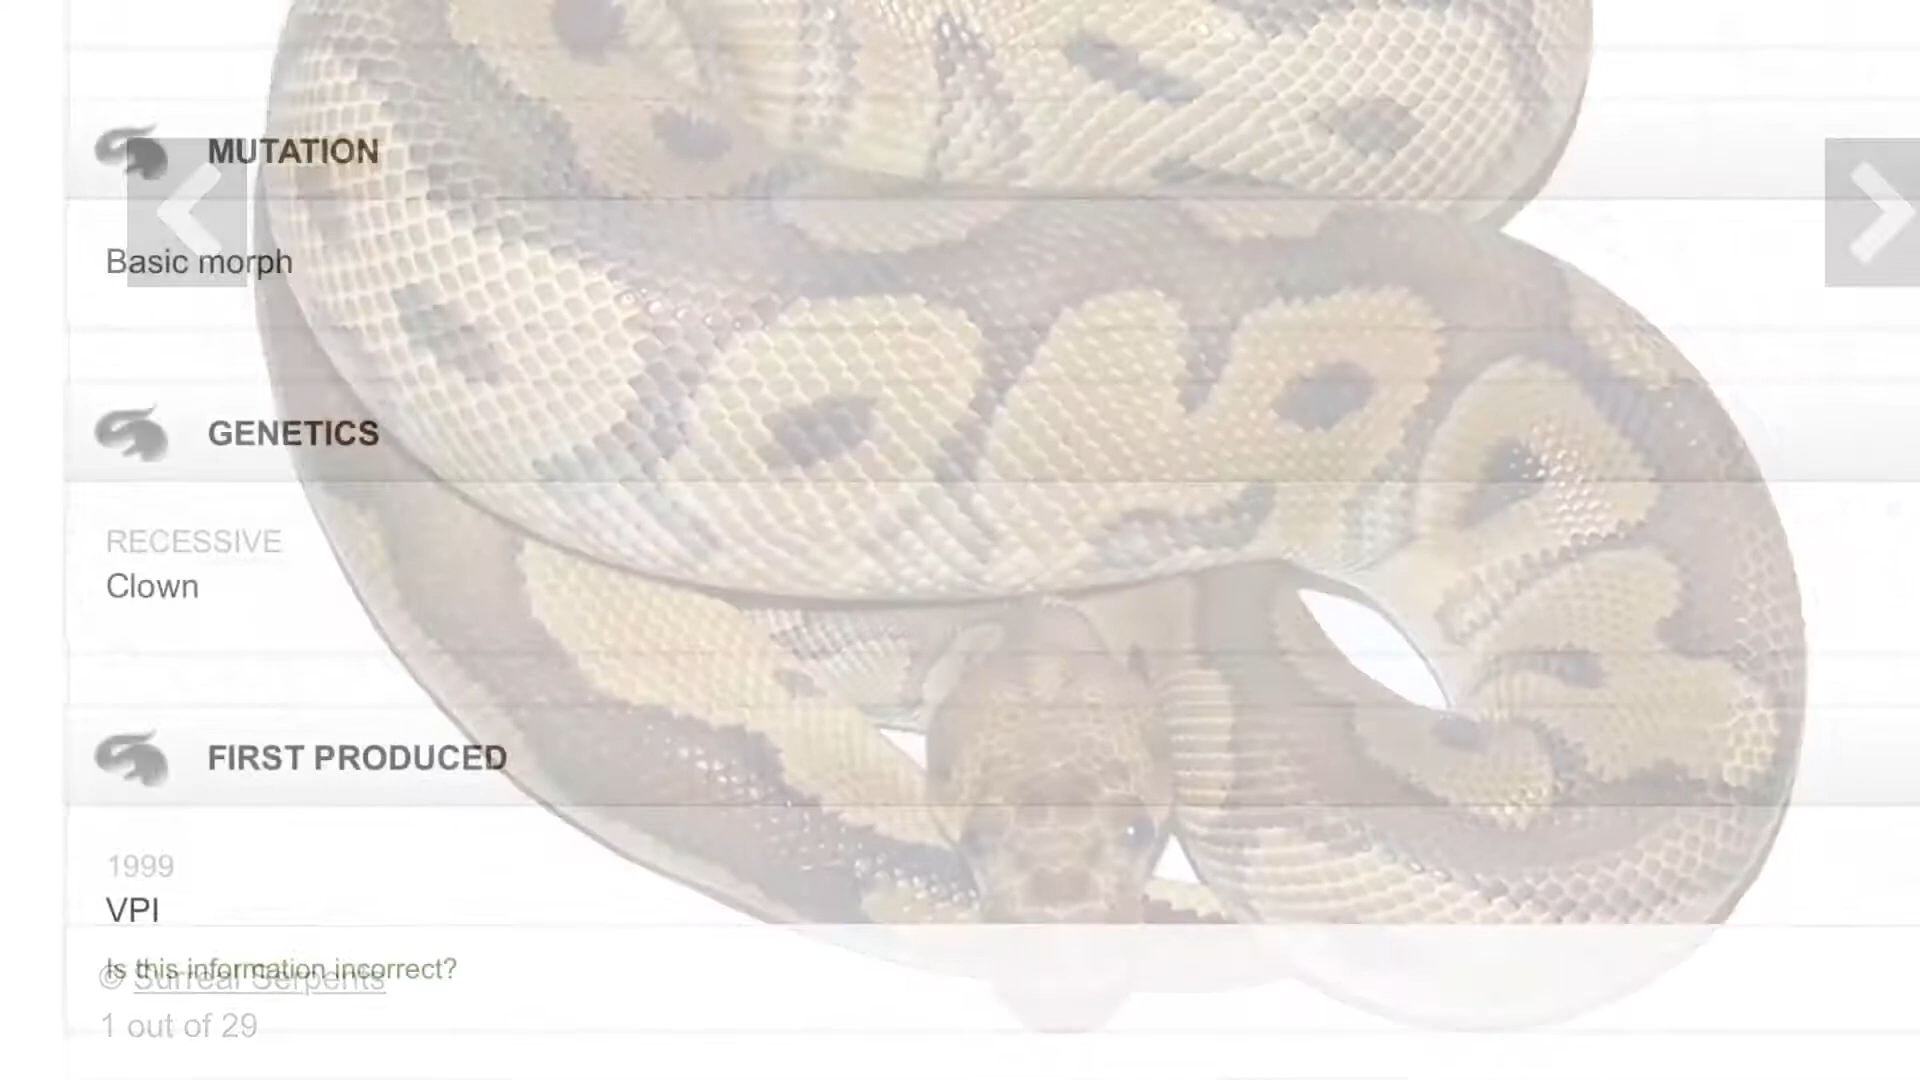 MUTATION
Basic morph
GENETICS
RECESSIVE
Clown
FIRST PRODUCED
1999
VPI
Is this information incorrect?
© Surreal Serpents
1 out of 29